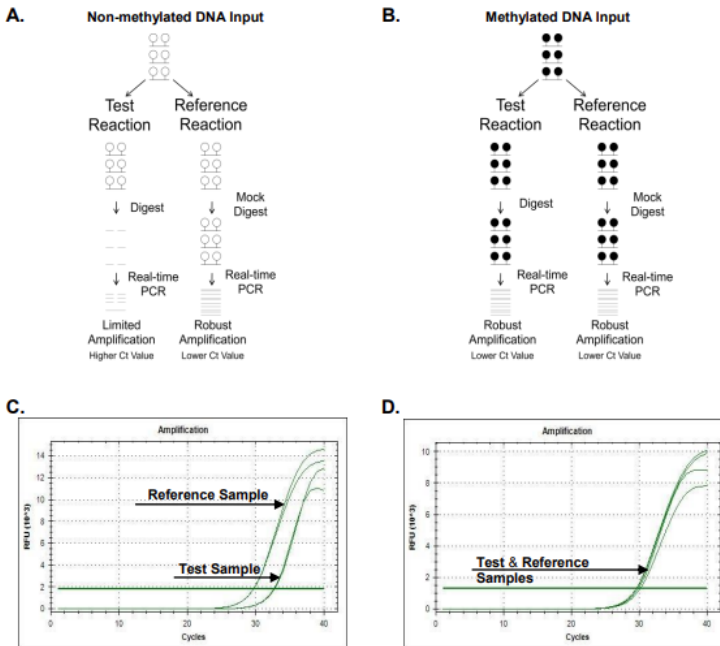 A.
Non-methylated DNA Input
Test
Reaction
Reference
Reaction
Digest
Mock
Digest
Real-time
PCR
Real-time
PCR
Limited
Amplification
Higher Ct Value
Robust
Amplification
Lower Ct Value
B.
Methylated DNA Input
Test
Reaction
Reference
Reaction
Digest
Mock
Digest
Real-time
PCR
Real-time
PCR
Robust
Amplification
Lower Ct Value
Robust
Amplification
Lower Ct Value
C.
Amplification
14
12
10
8
6
4
2
0
RFU (10^3)
Reference Sample
Test Sample
0
10
20
30
40
Cycles
D.
Amplification
10
8
6
4
2
0
RFU (10^3)
Test & Reference
Samples
0
10
20
30
40
Cycles